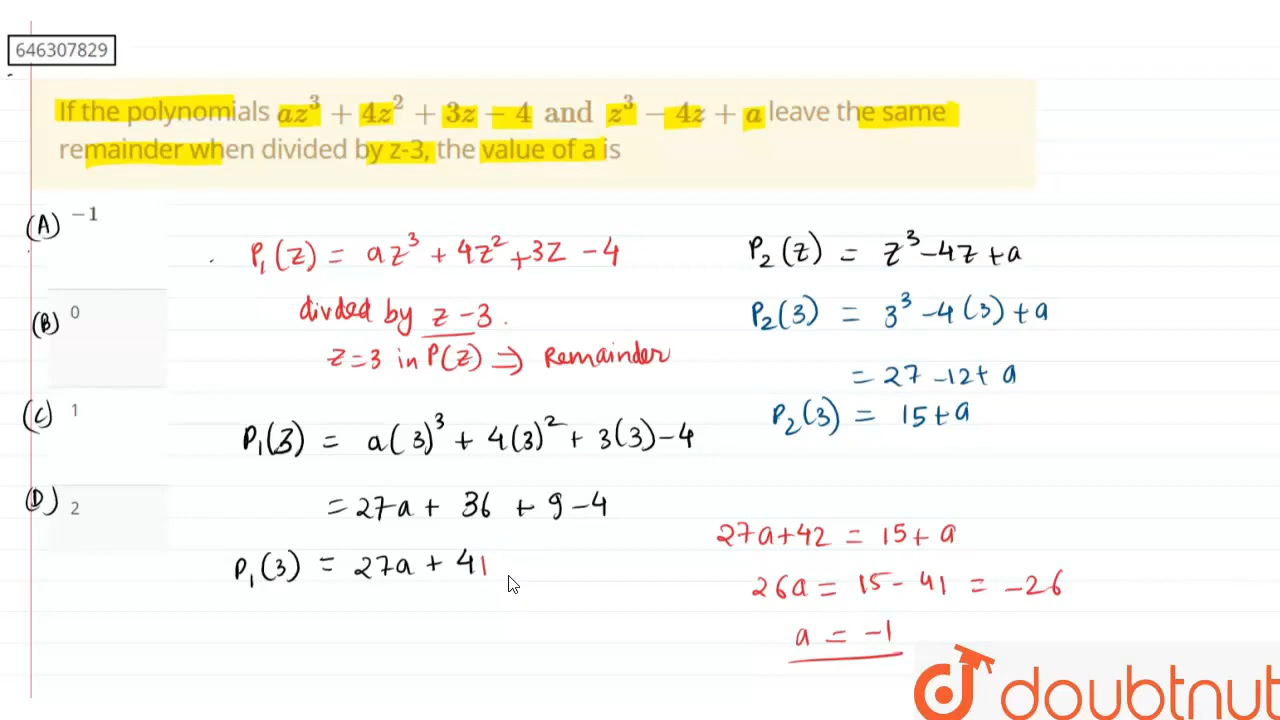 646307829
If the polynomials az³ + 4z² + 3z − 4 and z³ − 4z + a leave the same
remainder when divided by z-3, the value of a is
(A) −1
(B) 0
(C) 1
(D) 2
P₁(z) = az³ + 4z² + 3z − 4
divided by z − 3.
z = 3 in P(z) ⇒ Remainder
P₁(3) = a(3)³ + 4(3)² + 3(3) − 4
= 27a + 36 + 9 − 4
P₁(3) = 27a + 41
P₂(z) = z³ − 4z + a
P₂(3) = 3³ − 4(3) + a
= 27 − 12 + a
P₂(3) = 15 + a
27a + 42 = 15 + a
26a = 15 − 41 = −26
a = −1
doubtnut